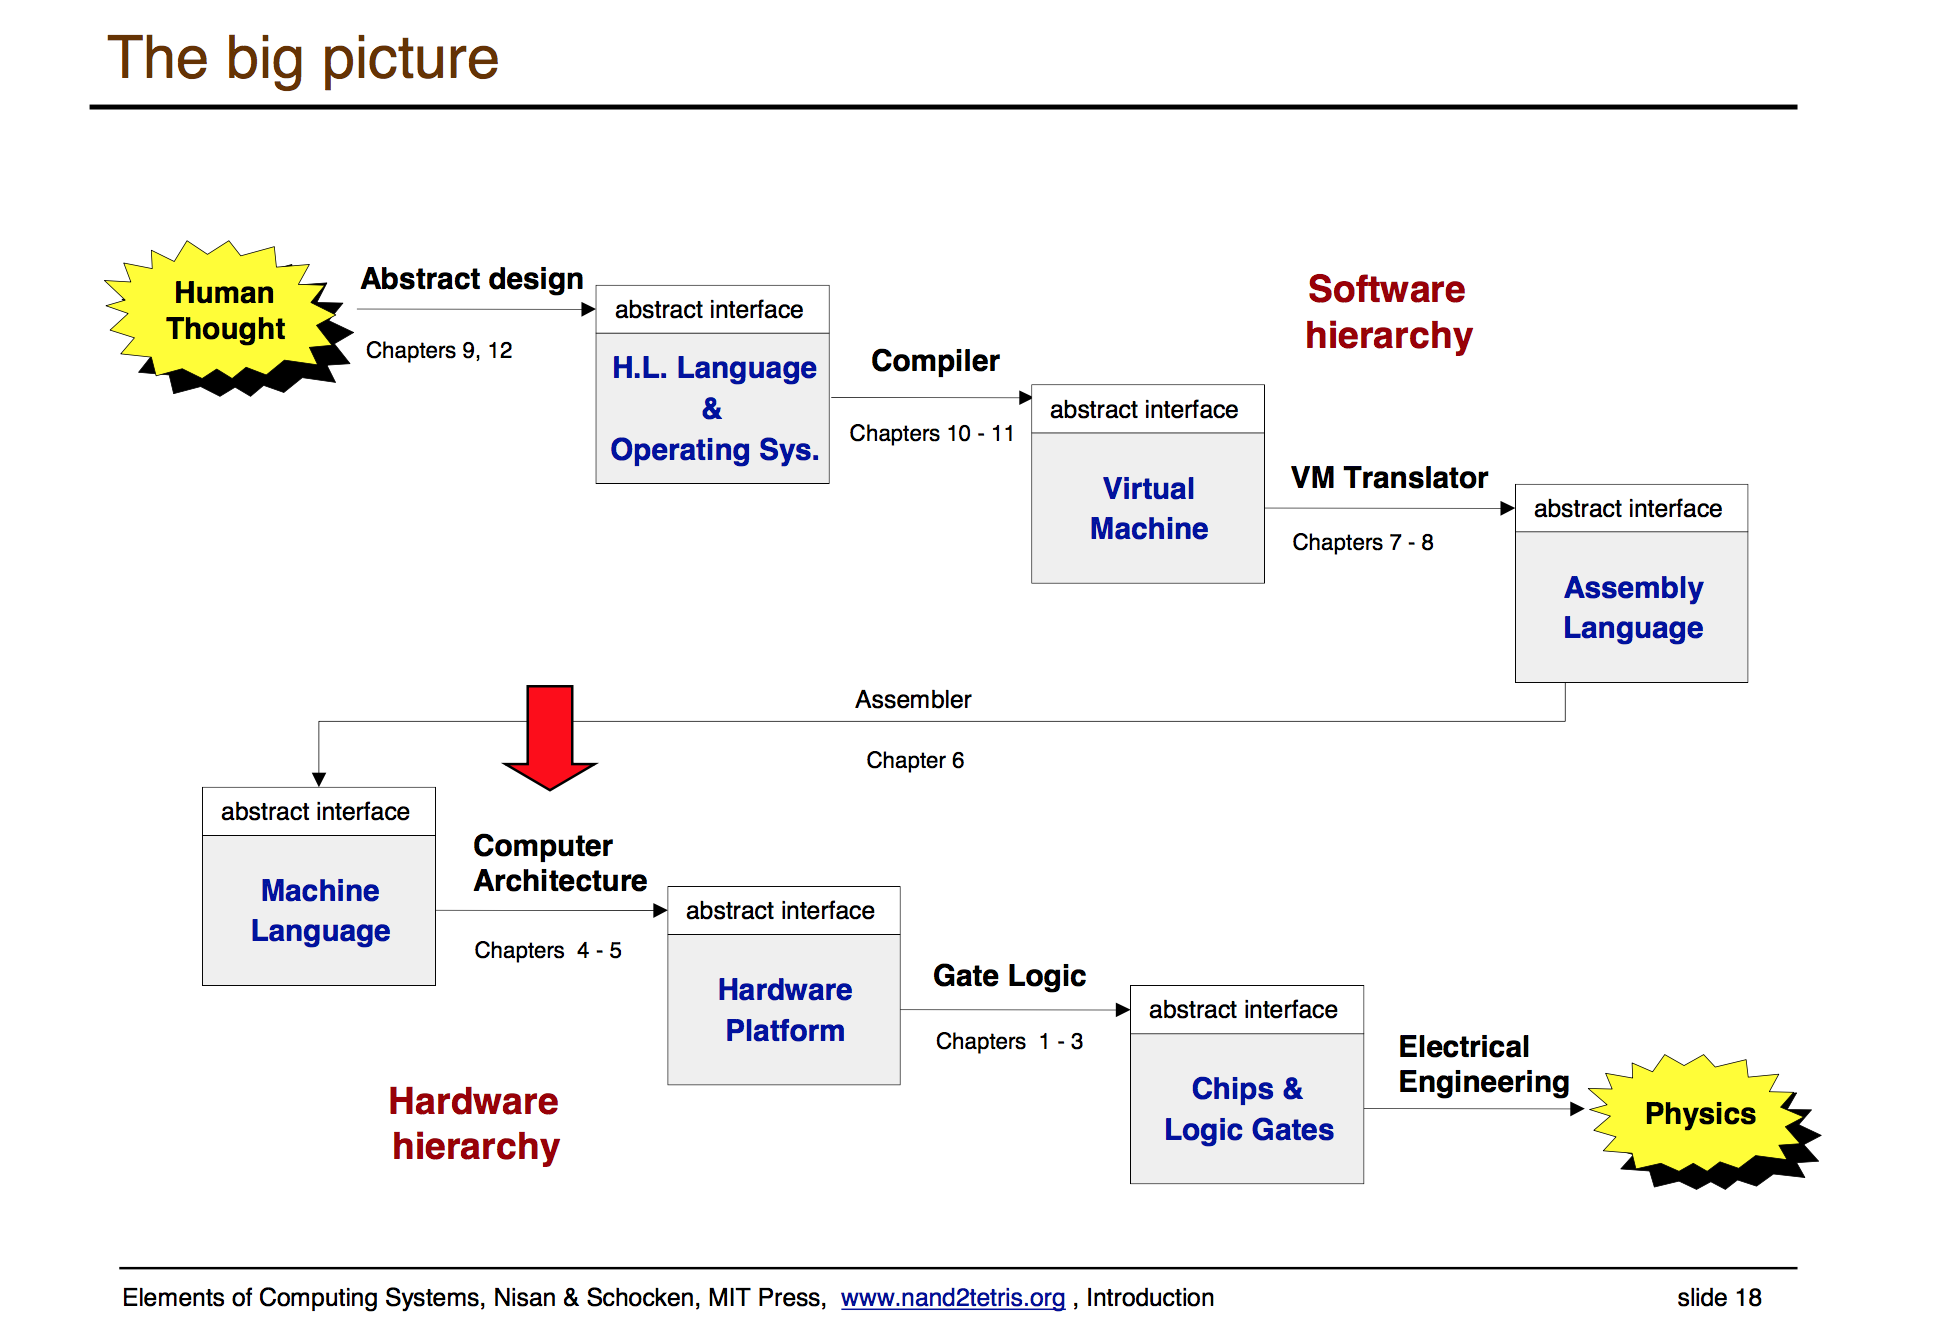 The big picture
Human
Thought
Abstract design
Chapters 9, 12
abstract interface
H.L. Language
&
Operating Sys.
Compiler
Chapters 10 - 11
Software
hierarchy
abstract interface
Virtual
Machine
VM Translator
Chapters 7 - 8
abstract interface
Assembly
Language
Assembler
Chapter 6
abstract interface
Machine
Language
Computer
Architecture
Chapters 4 - 5
abstract interface
Hardware
Platform
Gate Logic
Chapters 1 - 3
abstract interface
Chips &
Logic Gates
Electrical
Engineering
Physics
Hardware
hierarchy
Elements of Computing Systems, Nisan & Schocken, MIT Press, www.nand2tetris.org , Introduction
slide 18